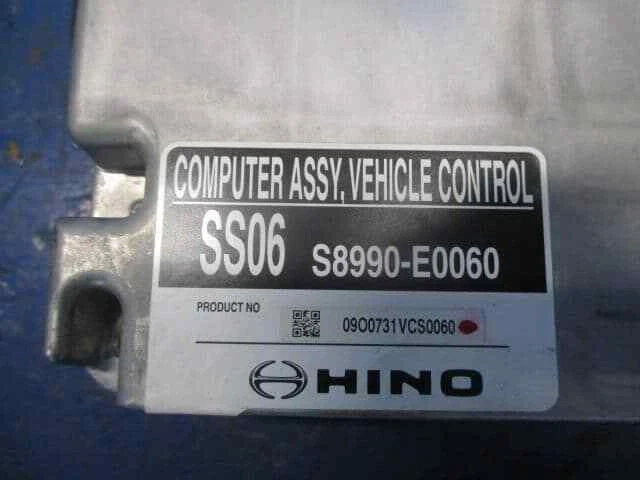 COMPUTER ASSY, VEHICLE CONTROL
SS06 S8990-E0060
PRODUCT NO 09O0731VCS0060
HINO